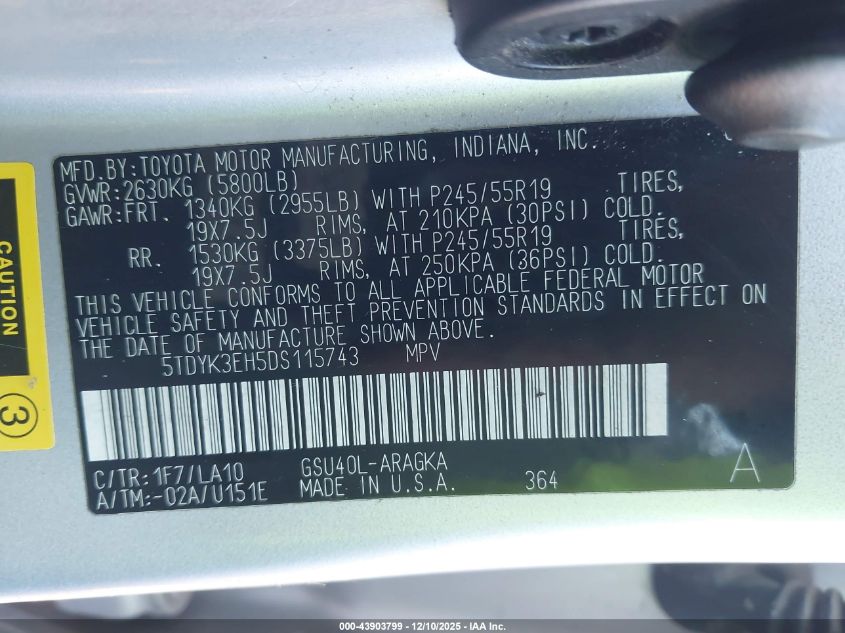 MFD. BY: TOYOTA MOTOR MANUFACTURING, INDIANA, INC.
GVWR: 2630KG (5800LB)
GAWR: FRT. 1340KG (2955LB) WITH P245/55R19 TIRES,
19X7.5J RIMS, AT 210KPA (30PSI) COLD.
RR. 1530KG (3375LB) WITH P245/55R19 TIRES,
19X7.5J RIMS, AT 250KPA (36PSI) COLD.
THIS VEHICLE CONFORMS TO ALL APPLICABLE FEDERAL MOTOR
VEHICLE SAFETY AND THEFT PREVENTION STANDARDS IN EFFECT ON
THE DATE OF MANUFACTURE SHOWN ABOVE.
5TDYK3EH5DS115743 MPV
C/TR: 1F7/LA10 GSU40L-ARAGKA
A/TM: -02A/U151E MADE IN U.S.A. 364
A
CAUTION
3
000-43903799 - 12/10/2025 - IAA Inc.